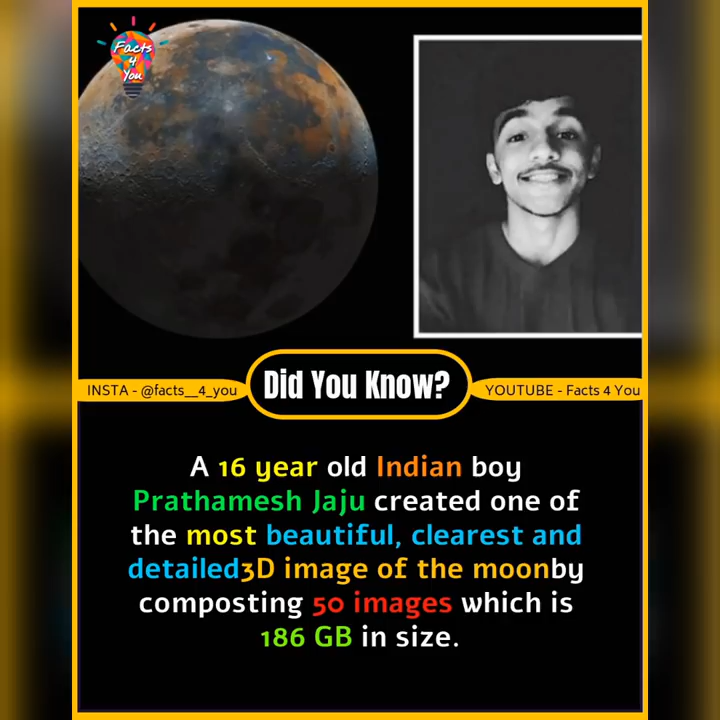 Facts
4
You
Did You Know?
INSTA - @facts__4_you
YOUTUBE - Facts 4 You
A 16 year old Indian boy
Prathamesh Jaju created one of
the most beautiful, clearest and
detailed3D image of the moonby
composting 50 images which is
186 GB in size.